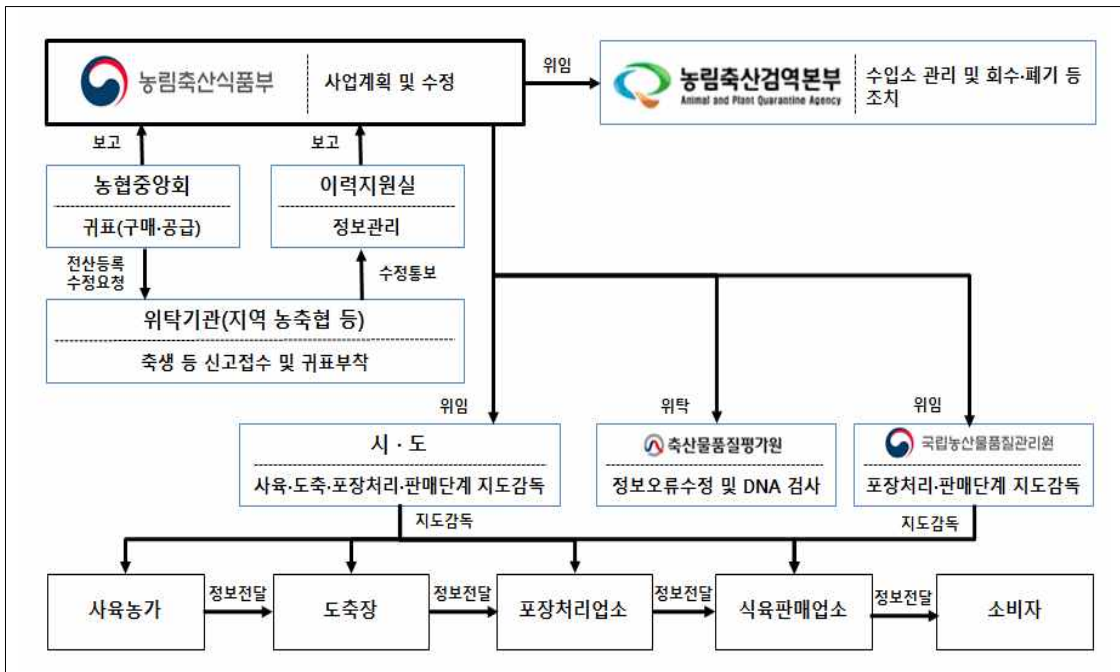 농림축산식품부
사업계획 및 수정
위임
농림축산검역본부
Animal and Plant Quarantine Agency
수입소 관리 및 회수·폐기 등
조치
보고
보고
농협중앙회
귀표(구매·공급)
이력지원실
정보관리
전산등록
수정요청
수정통보
위탁기관(지역 농축협 등)
축생 등 신고접수 및 귀표부착
위임
위탁
위임
시 · 도
사육·도축·포장처리·판매단계 지도감독
축산물품질평가원
정보오류수정 및 DNA 검사
국립농산물품질관리원
포장처리·판매단계 지도감독
지도감독
지도감독
사육농가
정보전달
도축장
정보전달
포장처리업소
정보전달
식육판매업소
정보전달
소비자